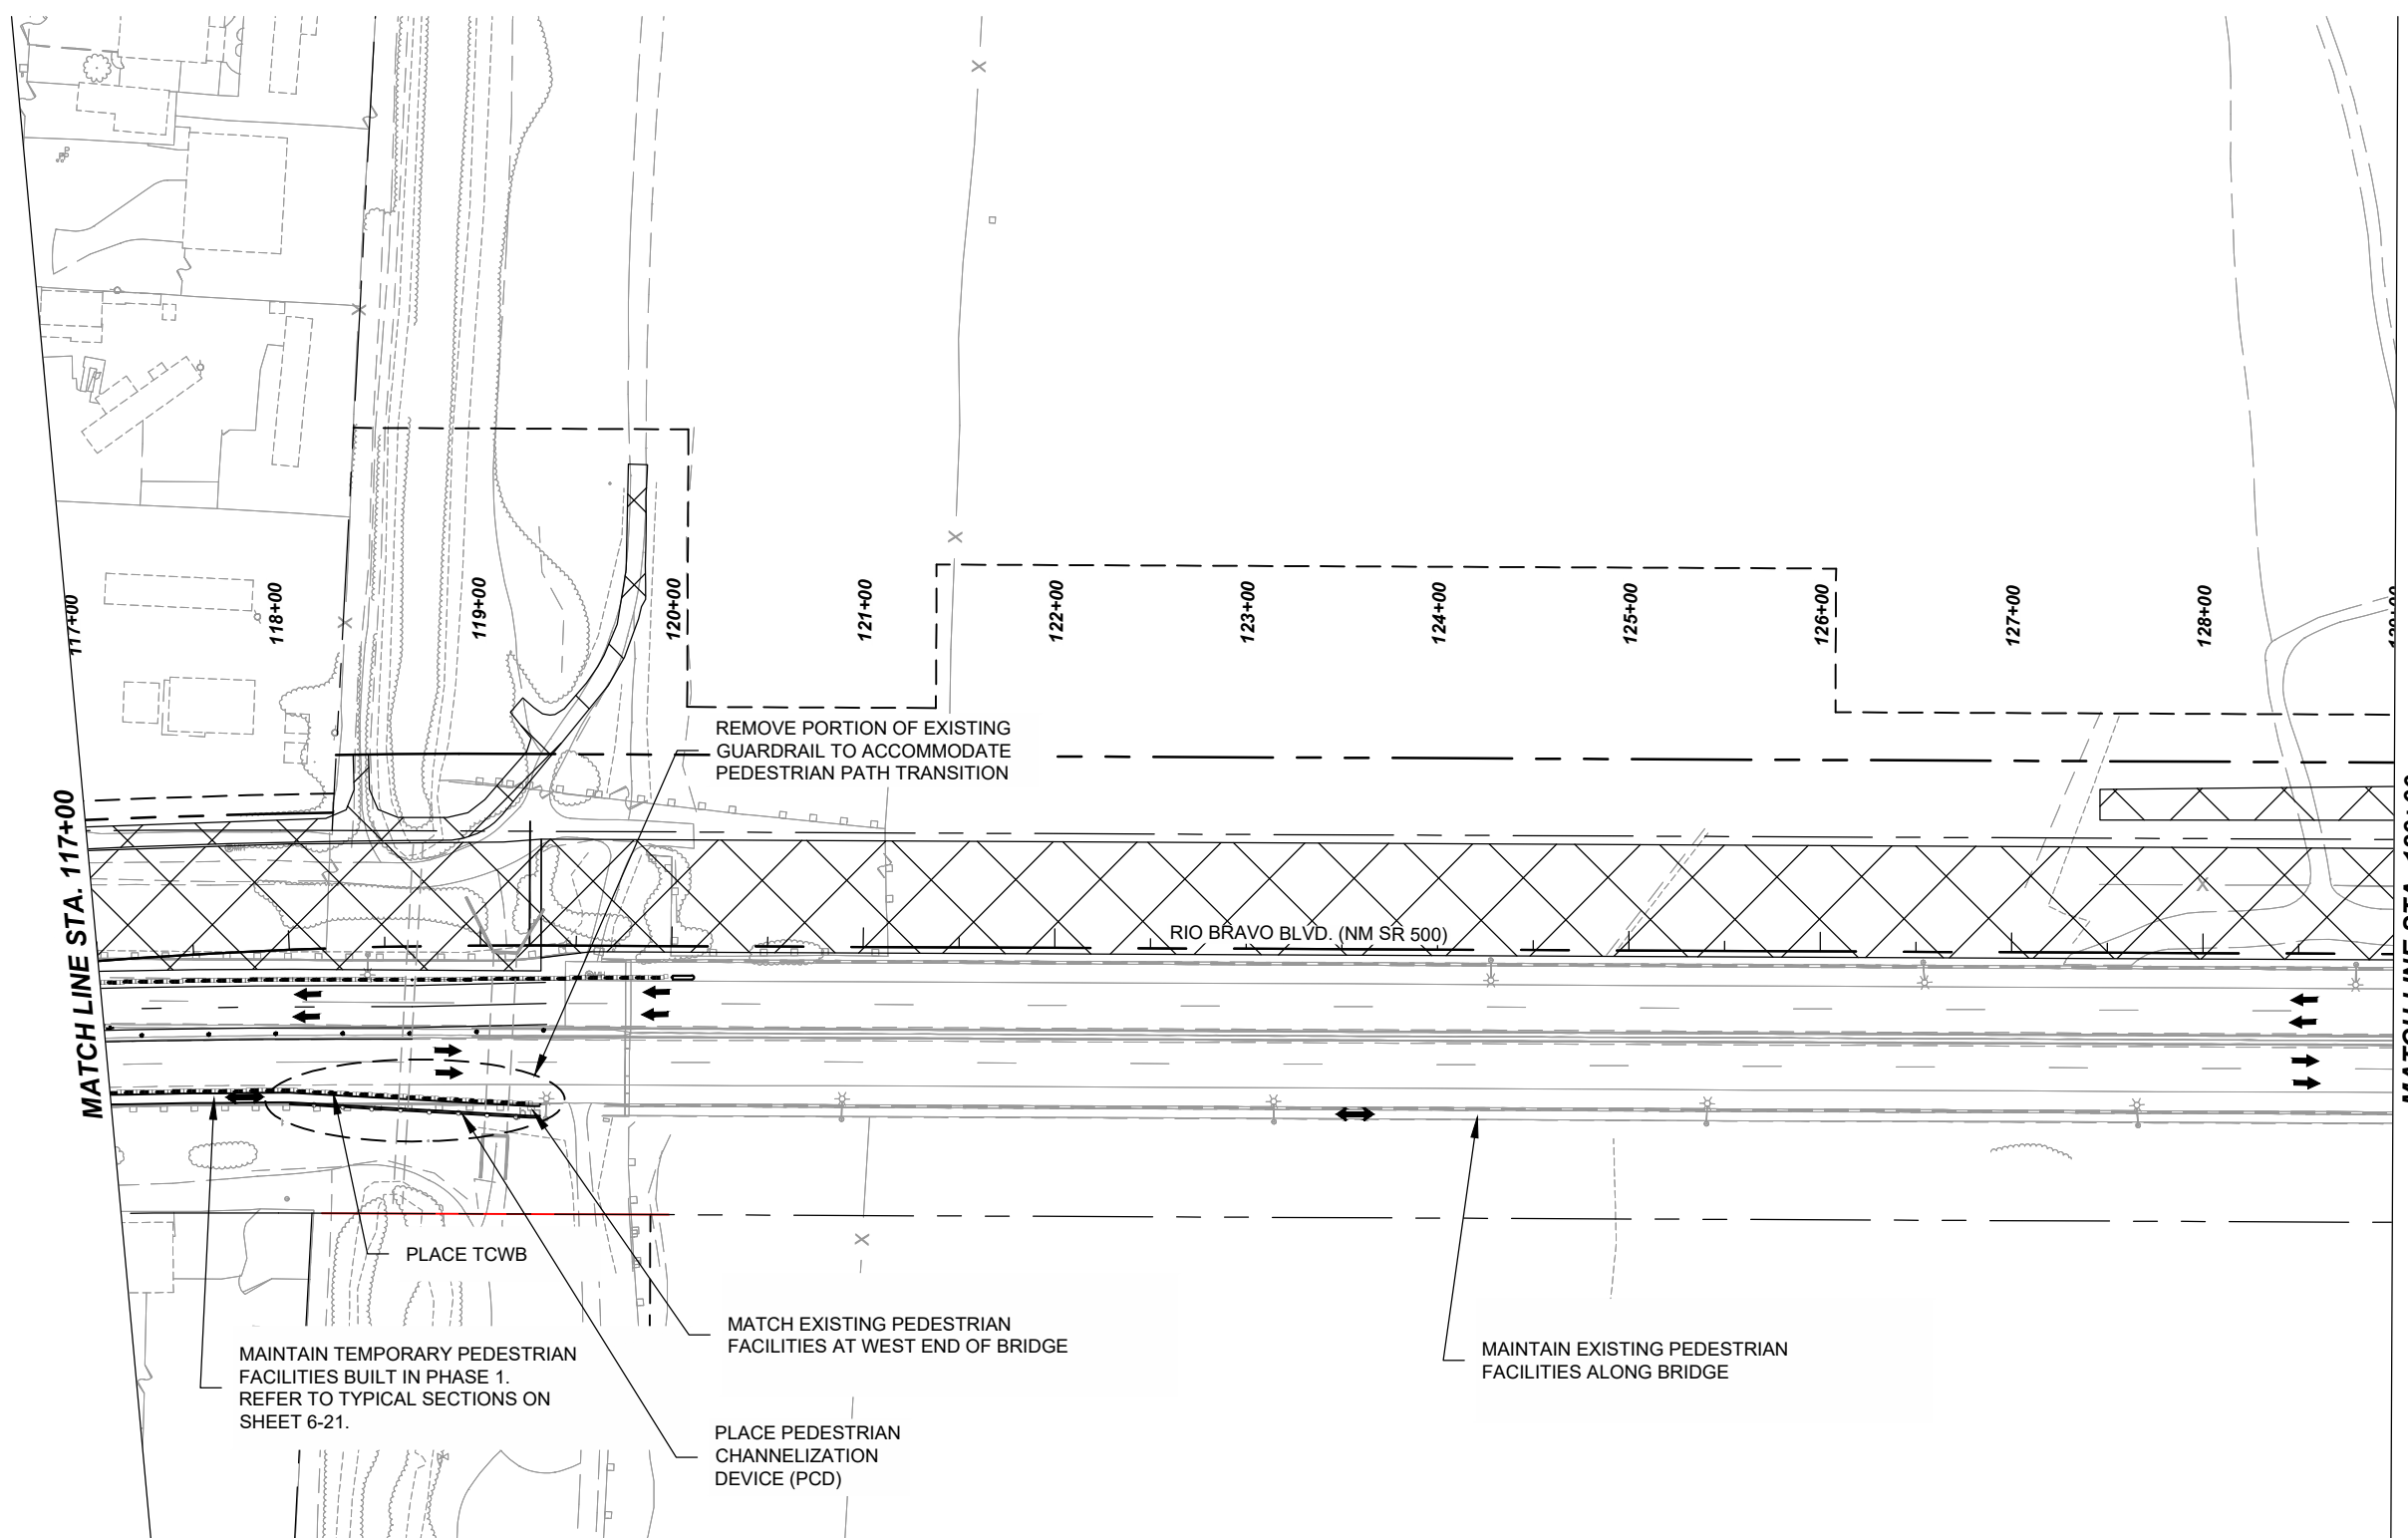 117+00
118+00
119+00
120+00
121+00
122+00
123+00
124+00
125+00
126+00
127+00
128+00
REMOVE PORTION OF EXISTING
GUARDRAIL TO ACCOMMODATE
PEDESTRIAN PATH TRANSITION
MATCH LINE STA. 117+00
RIO BRAVO BLVD. (NM SR 500)
PLACE TCWB
MATCH EXISTING PEDESTRIAN
FACILITIES AT WEST END OF BRIDGE
MAINTAIN TEMPORARY PEDESTRIAN
FACILITIES BUILT IN PHASE 1.
REFER TO TYPICAL SECTIONS ON
SHEET 6-21.
MAINTAIN EXISTING PEDESTRIAN
FACILITIES ALONG BRIDGE
PLACE PEDESTRIAN
CHANNELIZATION
DEVICE (PCD)